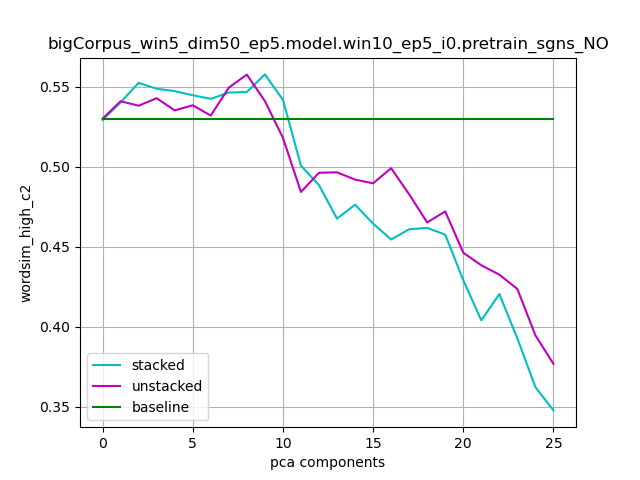 bigCorpus_win5_dim50_ep5.model.win10_ep5_i0.pretrain_sgns_NO
wordsim_high_c2
0.55
0.50
0.45
0.40
0.35
stacked
unstacked
baseline
0 5 10 15 20 25
pca components